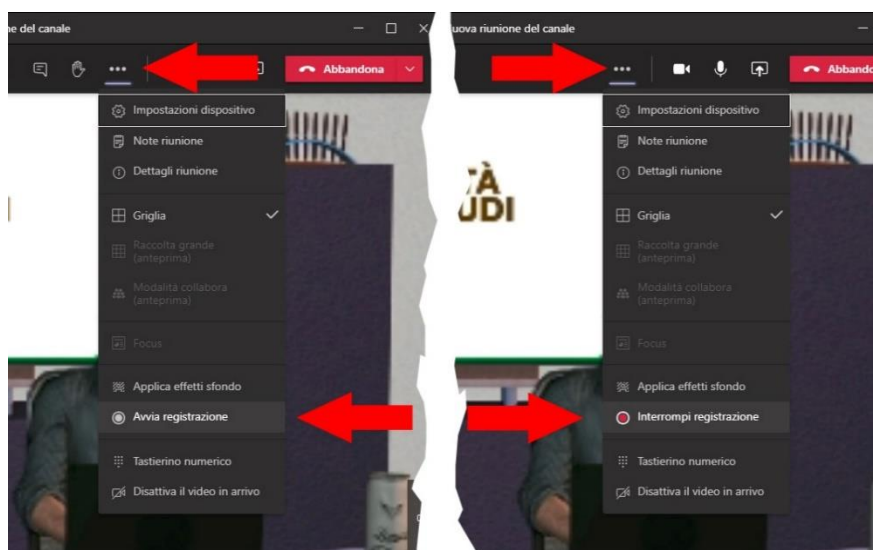 ne del canale
Abbandona
Impostazioni dispositivo
Note riunione
Dettagli riunione
Griglia
Raccolta grande
(anteprima)
Modalità collabora
(anteprima)
Focus
Applica effetti sfondo
Avvia registrazione
Tastierino numerico
Disattiva il video in arrivo
uova riunione del canale
Abbando
Impostazioni dispositivo
Note riunione
Dettagli riunione
TÀ
UDI
Griglia
Raccolta grande
(anteprima)
Modalità collabora
(anteprima)
Focus
Applica effetti sfondo
Interrompi registrazione
Tastierino numerico
Disattiva il video in arrivo